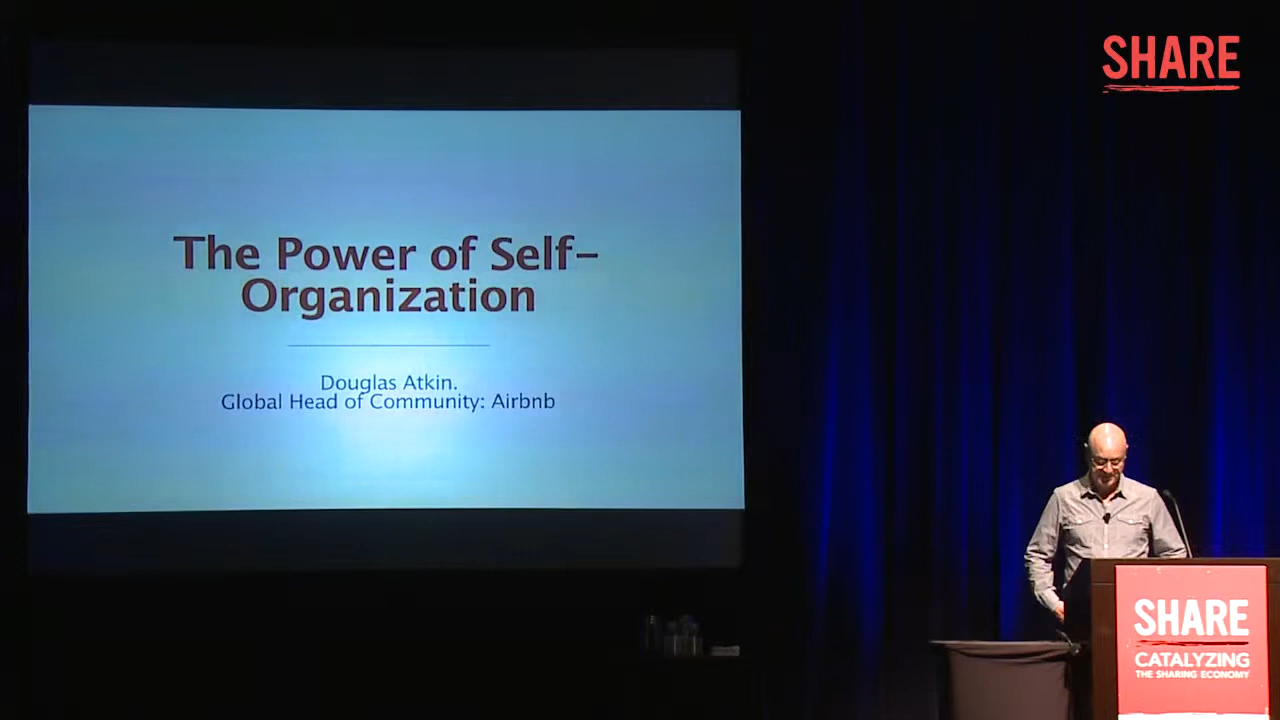 SHARE
The Power of Self-
Organization
Douglas Atkin.
Global Head of Community: Airbnb
SHARE
CATALYZING
THE SHARING ECONOMY